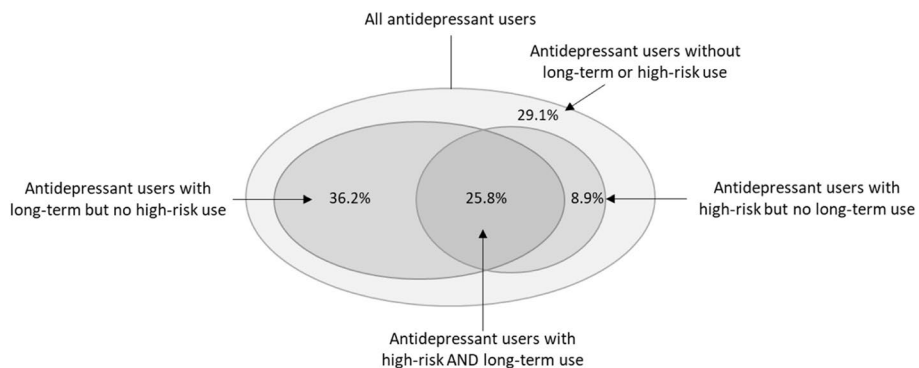 All antidepressant users
Antidepressant users without
long-term or high-risk use
29.1%
Antidepressant users with
long-term but no high-risk use
36.2%
25.8%
8.9%
Antidepressant users with
high-risk but no long-term use
Antidepressant users with
high-risk AND long-term use